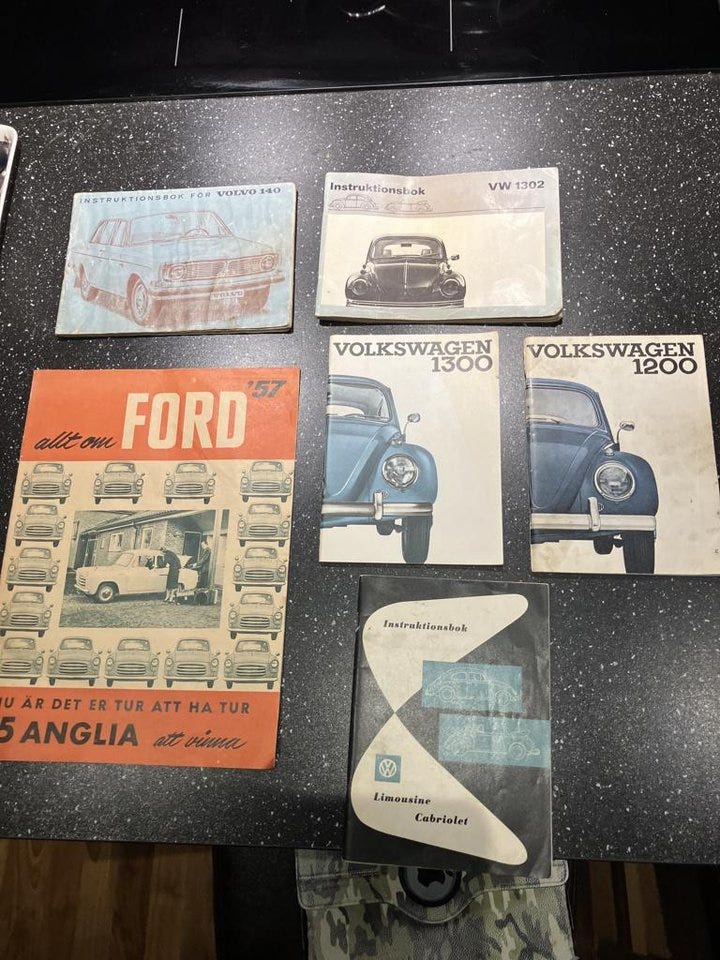 INSTRUKTIONSBOK FÖR VOLVO 140
VOLVO
Instruktionsbok VW 1302
allt om FORD '57
NU ÄR DET ER TUR ATT HA TUR
5 ANGLIA att vinna
VOLKSWAGEN
1300
VOLKSWAGEN
1200
Instruktionsbok
Limousine
Cabriolet